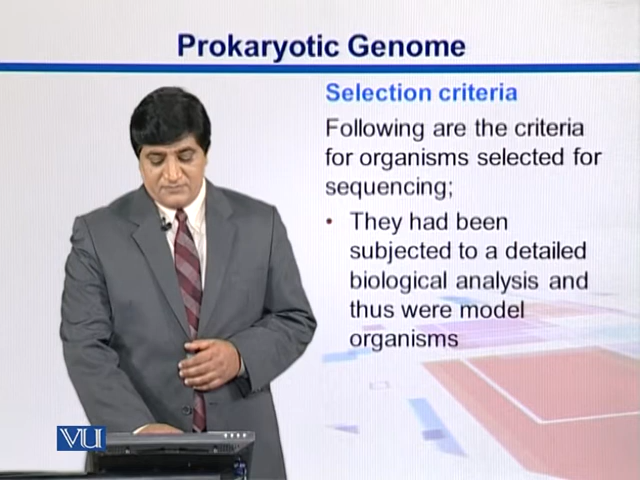 Prokaryotic Genome
Selection criteria
Following are the criteria
for organisms selected for
sequencing;
• They had been
subjected to a detailed
biological analysis and
thus were model
organisms
VU